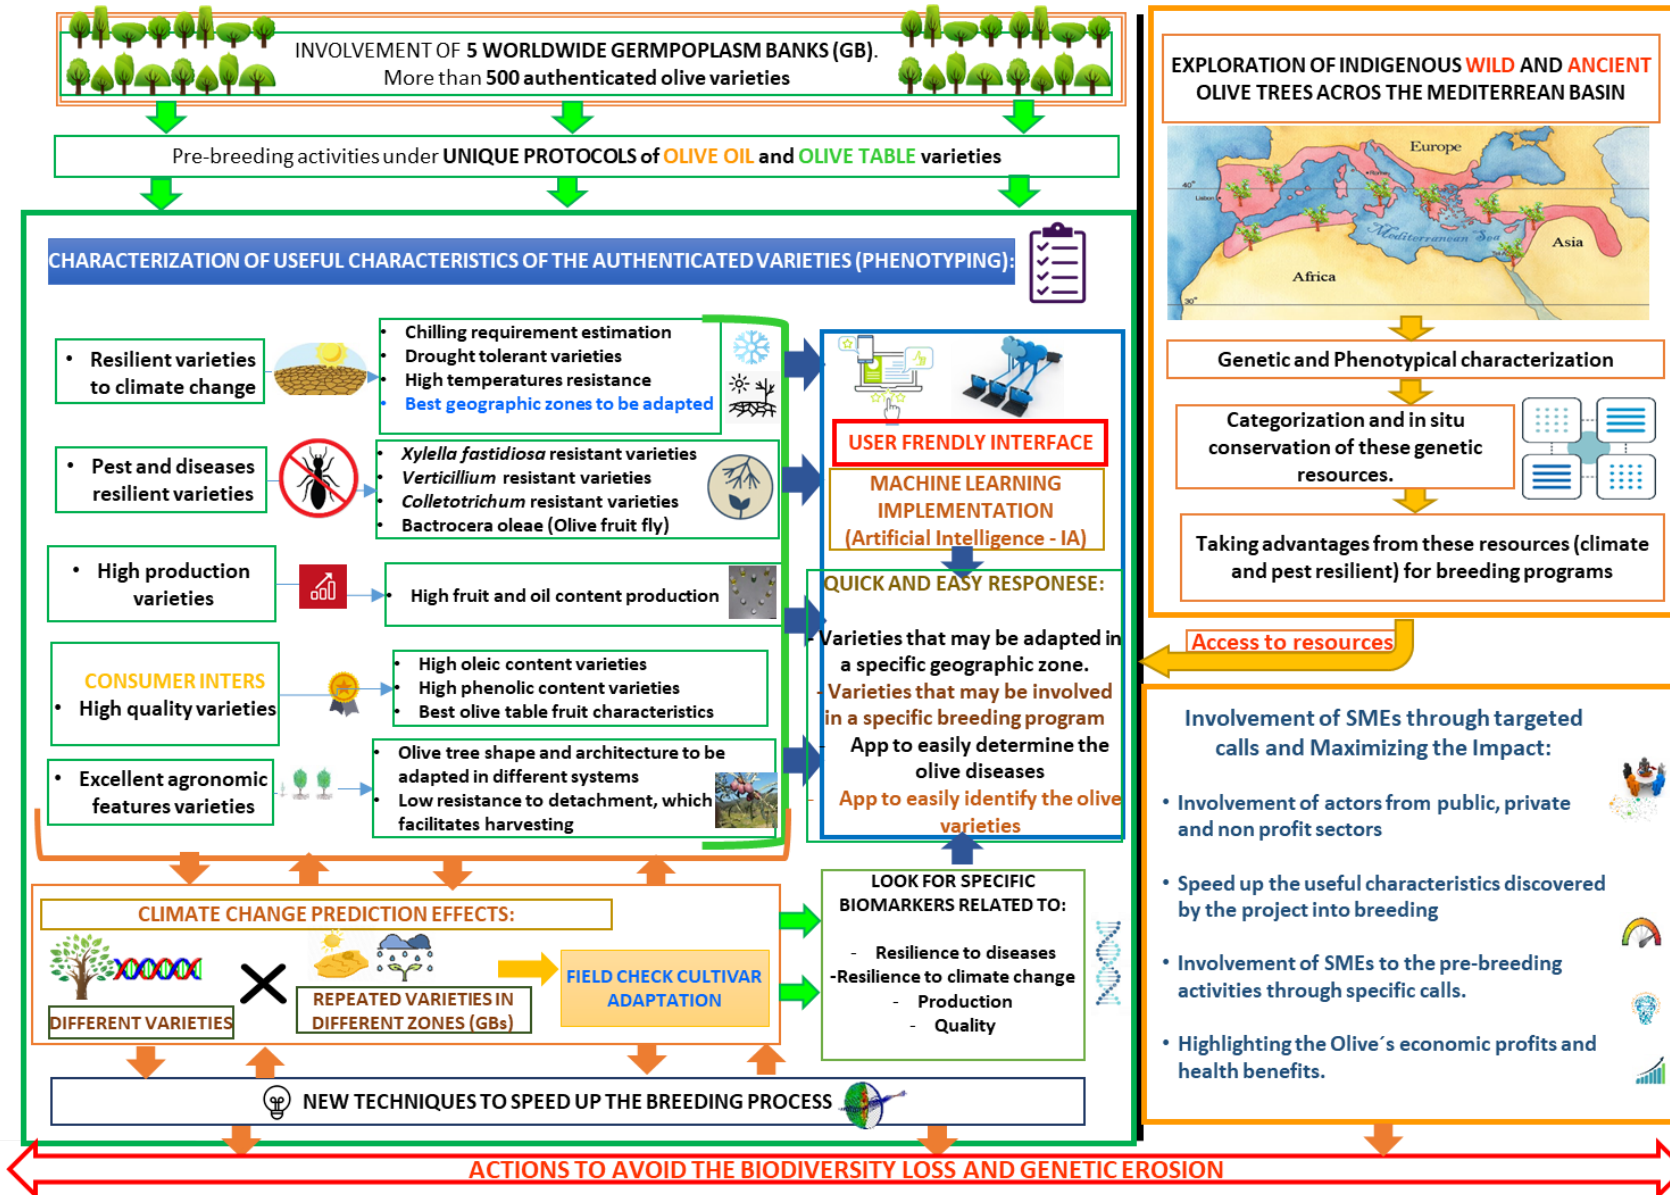 INVOLVEMENT OF 5 WORLDWIDE GERMPOPLASM BANKS (GB).
More than 500 authenticated olive varieties
Pre-breeding activities under UNIQUE PROTOCOLS of OLIVE OIL and OLIVE TABLE varieties
CHARACTERIZATION OF USEFUL CHARACTERISTICS OF THE AUTHENTICATED VARIETIES (PHENOTYPING):
• Resilient varieties
to climate change
• Chilling requirement estimation
• Drought tolerant varieties
• High temperatures resistance
• Best geographic zones to be adapted
• Pest and diseases
resilient varieties
• Xylella fastidiosa resistant varieties
• Verticillium resistant varieties
• Colletotrichum resistant varieties
• Bactrocera oleae (Olive fruit fly)
• High production
varieties
• High fruit and oil content production
CONSUMER INTERS
• High quality varieties
• High oleic content varieties
• High phenolic content varieties
• Best olive table fruit characteristics
• Excellent agronomic
features varieties
• Olive tree shape and architecture to be
adapted in different systems
• Low resistance to detachment, which
facilitates harvesting
USER FRENDLY INTERFACE
MACHINE LEARNING
IMPLEMENTATION
(Artificial Intelligence - IA)
QUICK AND EASY RESPONESE:
- Varieties that may be adapted in
a specific geographic zone.
- Varieties that may be involved
in a specific breeding program
- App to easily determine the
olive diseases
- App to easily identify the olive
varieties
CLIMATE CHANGE PREDICTION EFFECTS:
DIFFERENT VARIETIES
REPEATED VARIETIES IN
DIFFERENT ZONES (GBs)
FIELD CHECK CULTIVAR
ADAPTATION
LOOK FOR SPECIFIC
BIOMARKERS RELATED TO:
- Resilience to diseases
-Resilience to climate change
- Production
- Quality
NEW TECHNIQUES TO SPEED UP THE BREEDING PROCESS
EXPLORATION OF INDIGENOUS WILD AND ANCIENT
OLIVE TREES ACROS THE MEDITERREAN BASIN
Europe
40°
Lisbon
Mediterranean Sea
Asia
Africa
30°
Genetic and Phenotypical characterization
Categorization and in situ
conservation of these genetic
resources.
Taking advantages from these resources (climate
and pest resilient) for breeding programs
Access to resources
Involvement of SMEs through targeted
calls and Maximizing the Impact:
• Involvement of actors from public, private
and non profit sectors
• Speed up the useful characteristics discovered
by the project into breeding
• Involvement of SMEs to the pre-breeding
activities through specific calls.
• Highlighting the Olive´s economic profits and
health benefits.
ACTIONS TO AVOID THE BIODIVERSITY LOSS AND GENETIC EROSION